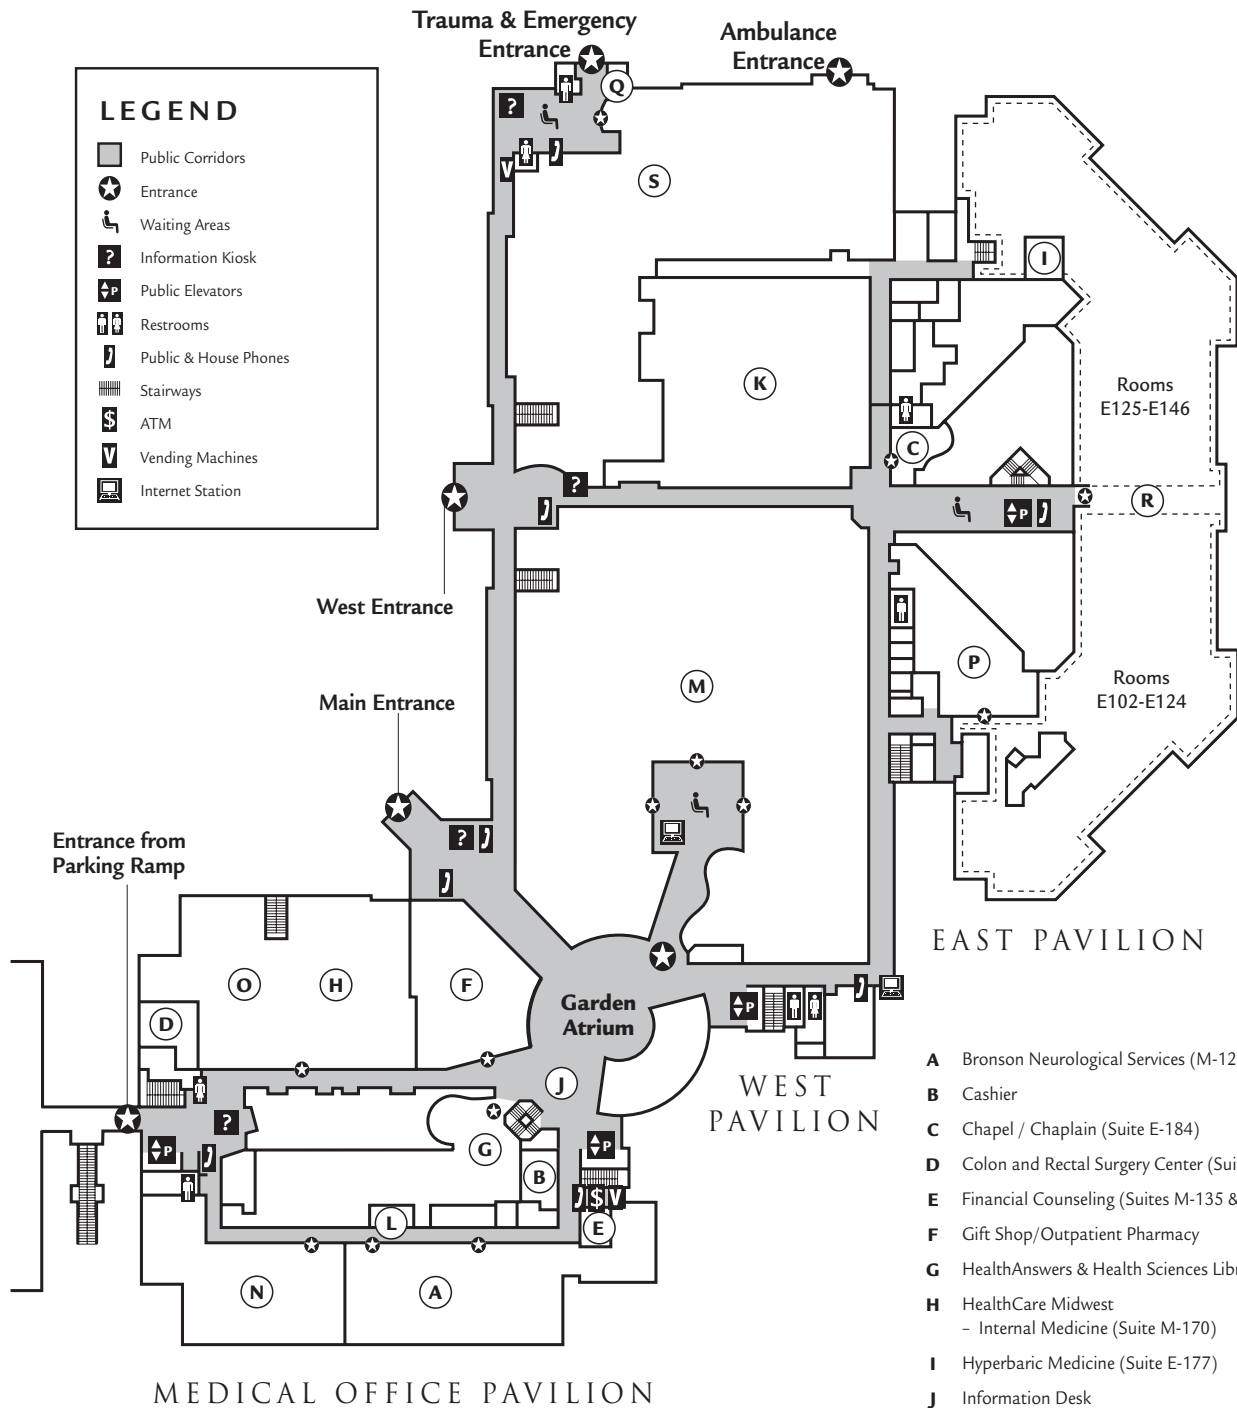 Trauma & Emergency
Entrance
Ambulance
Entrance
LEGEND
Public Corridors
Entrance
Waiting Areas
? Information Kiosk
P Public Elevators
Restrooms
Public & House Phones
Stairways
$ ATM
V Vending Machines
Internet Station
Q
?
V
S
I
K
Rooms
E125-E146
C
?
P
R
West Entrance
P
M
Rooms
E102-E124
Main Entrance
?
Entrance from
Parking Ramp
EAST PAVILION
O
H
F
D
Garden
Atrium
P
J
WEST
PAVILION
?
P
G
P
B
$
V
L
E
N
A
MEDICAL OFFICE PAVILION
A Bronson Neurological Services (M-12
B Cashier
C Chapel / Chaplain (Suite E-184)
D Colon and Rectal Surgery Center (Sui
E Financial Counseling (Suites M-135 &
F Gift Shop/Outpatient Pharmacy
G HealthAnswers & Health Sciences Lib
H HealthCare Midwest
– Internal Medicine (Suite M-170)
I Hyperbaric Medicine (Suite E-177)
J Information Desk